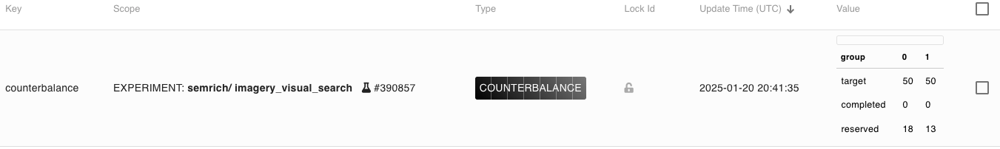 Key Scope Type Lock Id Update Time (UTC) ↓ Value
group 0 1
target 50 50
counterbalance EXPERIMENT: semrich/ imagery_visual_search #390857 COUNTERBALANCE 2025-01-20 20:41:35
completed 0 0
reserved 18 13